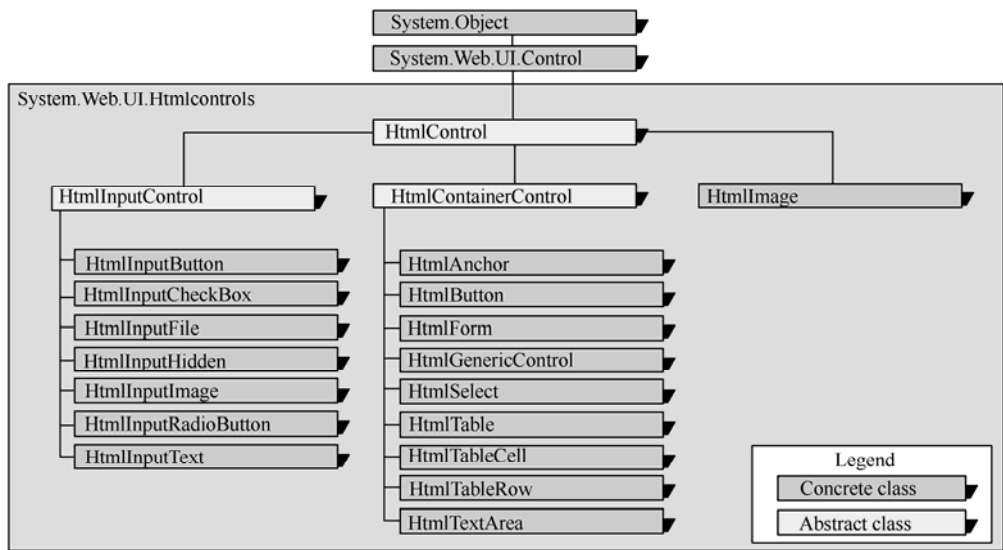 System.Object
System.Web.UI.Control
System.Web.UI.Htmlcontrols
HtmlControl
HtmlInputControl
HtmlContainerControl
HtmlImage
HtmlInputButton
HtmlInputCheckBox
HtmlInputFile
HtmlInputHidden
HtmlInputImage
HtmlInputRadioButton
HtmlInputText
HtmlAnchor
HtmlButton
HtmlForm
HtmlGenericControl
HtmlSelect
HtmlTable
HtmlTableCell
HtmlTableRow
HtmlTextArea
Legend
Concrete class
Abstract class